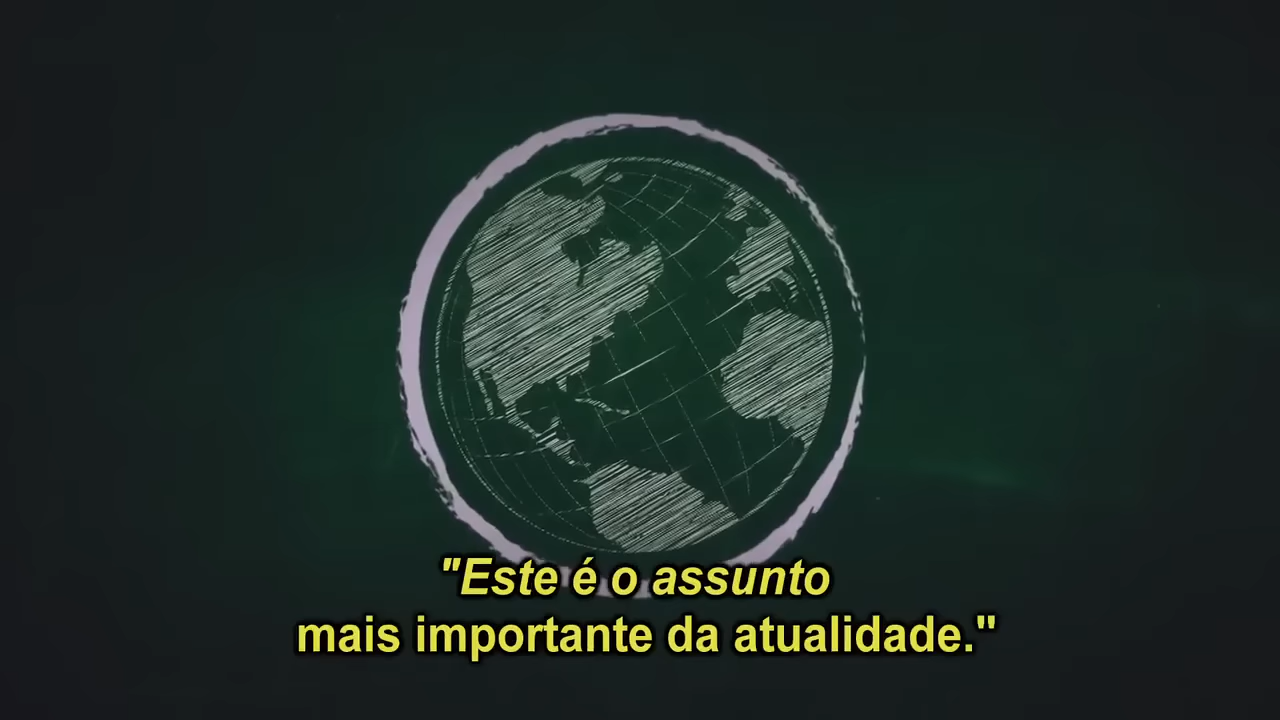 "Este é o assunto
mais importante da atualidade."